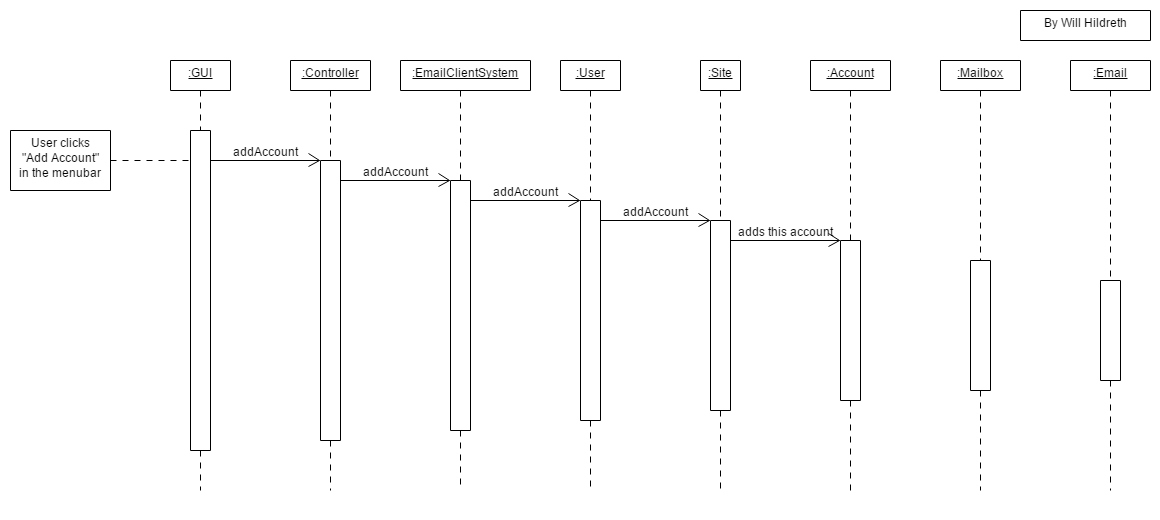 By Will Hildreth
:GUI
:Controller
:EmailClientSystem
:User
:Site
:Account
:Mailbox
:Email
User clicks
"Add Account"
in the menubar
addAccount
addAccount
addAccount
addAccount
adds this account